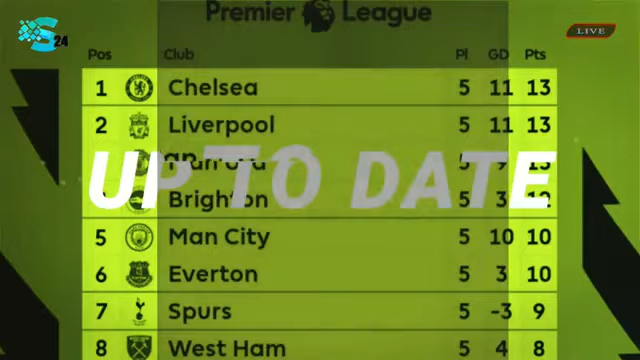 Premier League
S 24
LIVE
Pos Club Pl GD Pts
1 Chelsea 5 11 13
2 Liverpool 5 11 13
UP TO DATE
Brighton 5 3 12
5 Man City 5 10 10
6 Everton 5 3 10
7 Spurs 5 -3 9
8 West Ham 5 4 8